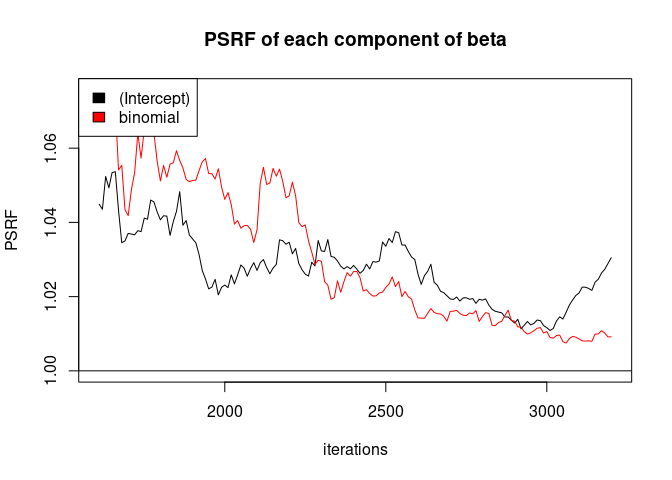 PSRF of each component of beta
(Intercept)
binomial
PSRF
1.06
1.04
1.02
1.00
2000
2500
3000
iterations